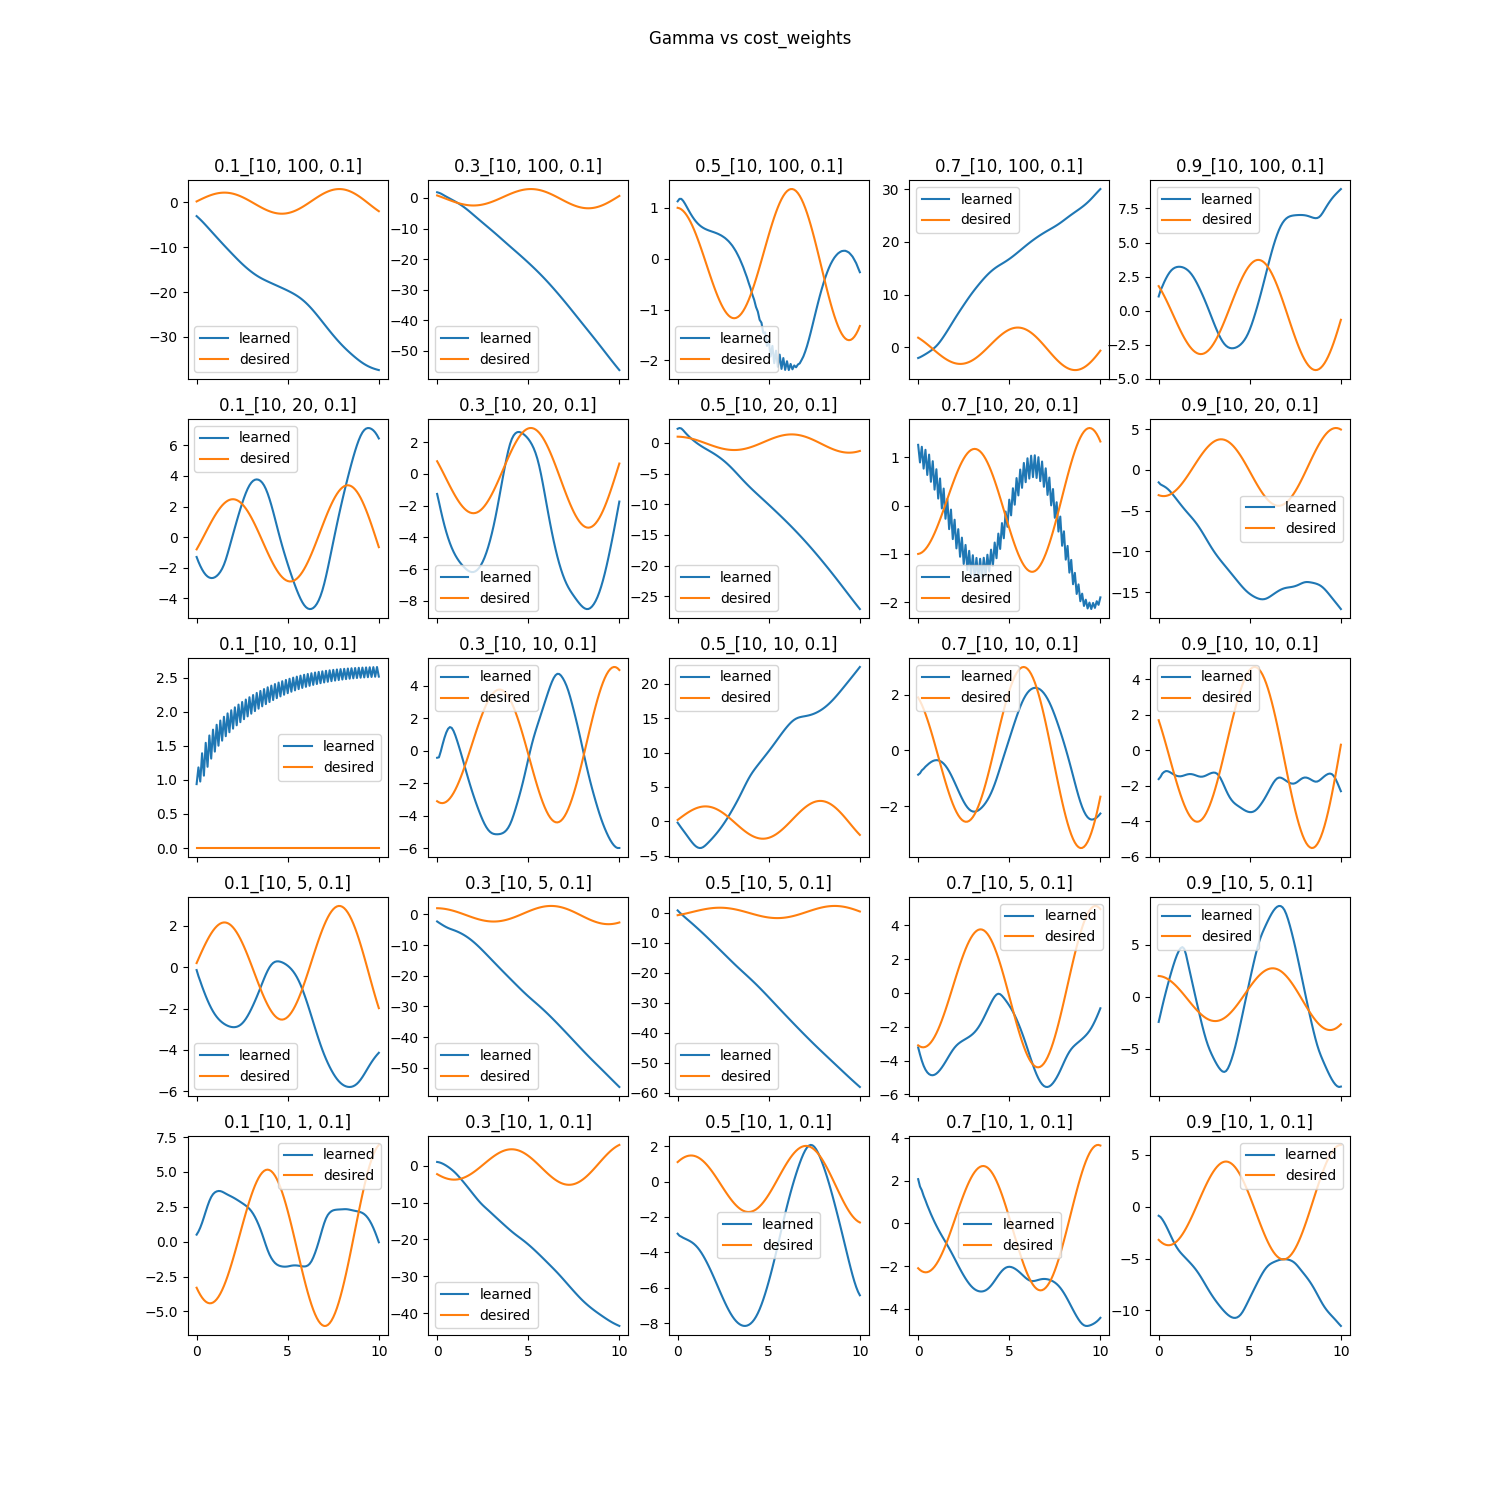 Gamma vs cost_weights
0.1_[10, 100, 0.1]
0
−10
−20
−30
learned
desired
0.3_[10, 100, 0.1]
0
−10
−20
−30
−40
−50
learned
desired
0.5_[10, 100, 0.1]
1
0
−1
−2
learned
desired
0.7_[10, 100, 0.1]
30
20
10
0
learned
desired
0.9_[10, 100, 0.1]
7.5
5.0
2.5
0.0
−2.5
−5.0
learned
desired
0.1_[10, 20, 0.1]
6
4
2
0
−2
−4
learned
desired
0.3_[10, 20, 0.1]
2
0
−2
−4
−6
−8
learned
desired
0.5_[10, 20, 0.1]
0
−5
−10
−15
−20
−25
learned
desired
0.7_[10, 20, 0.1]
1
0
−1
−2
learned
desired
0.9_[10, 20, 0.1]
5
0
−5
−10
−15
learned
desired
0.1_[10, 10, 0.1]
2.5
2.0
1.5
1.0
0.5
0.0
learned
desired
0.3_[10, 10, 0.1]
4
2
0
−2
−4
−6
learned
desired
0.5_[10, 10, 0.1]
20
15
10
5
0
−5
learned
desired
0.7_[10, 10, 0.1]
2
0
−2
learned
desired
0.9_[10, 10, 0.1]
4
2
0
−2
−4
−6
learned
desired
0.1_[10, 5, 0.1]
2
0
−2
−4
−6
learned
desired
0.3_[10, 5, 0.1]
0
−10
−20
−30
−40
−50
learned
desired
0.5_[10, 5, 0.1]
0
−10
−20
−30
−40
−50
−60
learned
desired
0.7_[10, 5, 0.1]
4
2
0
−2
−4
−6
learned
desired
0.9_[10, 5, 0.1]
5
0
−5
learned
desired
0.1_[10, 1, 0.1]
7.5
5.0
2.5
0.0
−2.5
−5.0
learned
desired
0 5 10
0.3_[10, 1, 0.1]
0
−10
−20
−30
−40
learned
desired
0 5 10
0.5_[10, 1, 0.1]
2
0
−2
−4
−6
−8
learned
desired
0 5 10
0.7_[10, 1, 0.1]
4
2
0
−2
−4
learned
desired
0 5 10
0.9_[10, 1, 0.1]
5
0
−5
−10
learned
desired
0 5 10